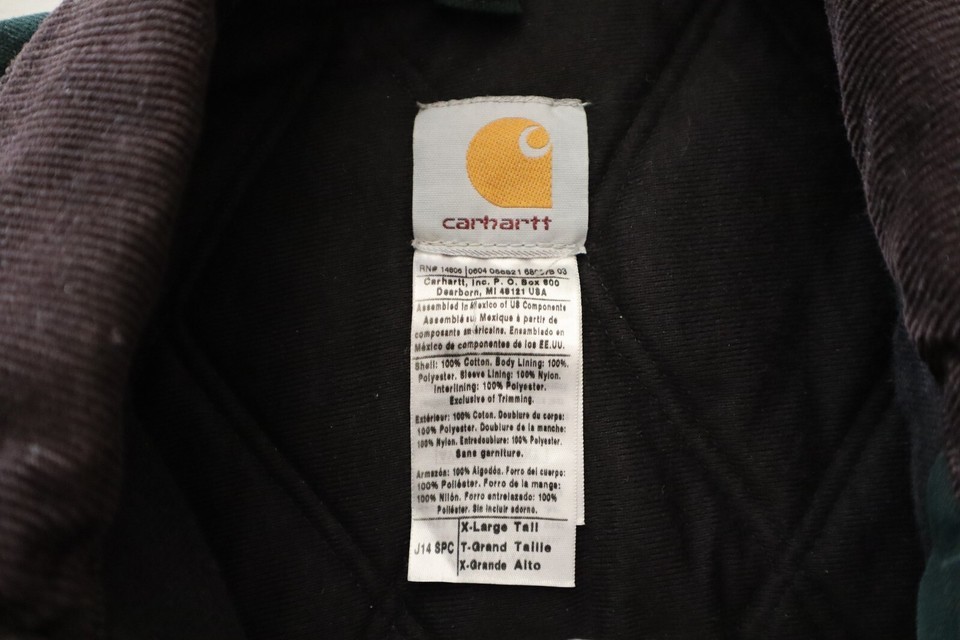 carhartt
RN# 14806 0604
Carhartt, Inc. P. O. Box 600
Dearborn, MI 48121 USA
Assembled in Mexico of US Components
Assemblé au Mexique à partir de
composants américains. Ensamblado en
México de componentes de los EE.UU.
Shell: 100% Cotton. Body Lining: 100%.
Polyester. Sleeve Lining: 100% Nylon.
Interlining: 100% Polyester.
Exclusive of Trimming.
Extérieur: 100% Coton. Doublure du corps:
100% Polyester. Doublure de la manche:
100% Nylon. Entredoublure: 100% Polyester.
Sans garniture.
Armazón: 100% Algodón. Forro del cuerpo:
100% Poliéster. Forro de la manga:
100% Nilón. Forro entrelazado: 100%
Poliéster. Sin incluir adorno.
X-Large Tall
J14 SPC T-Grand Taille
X-Grande Alto